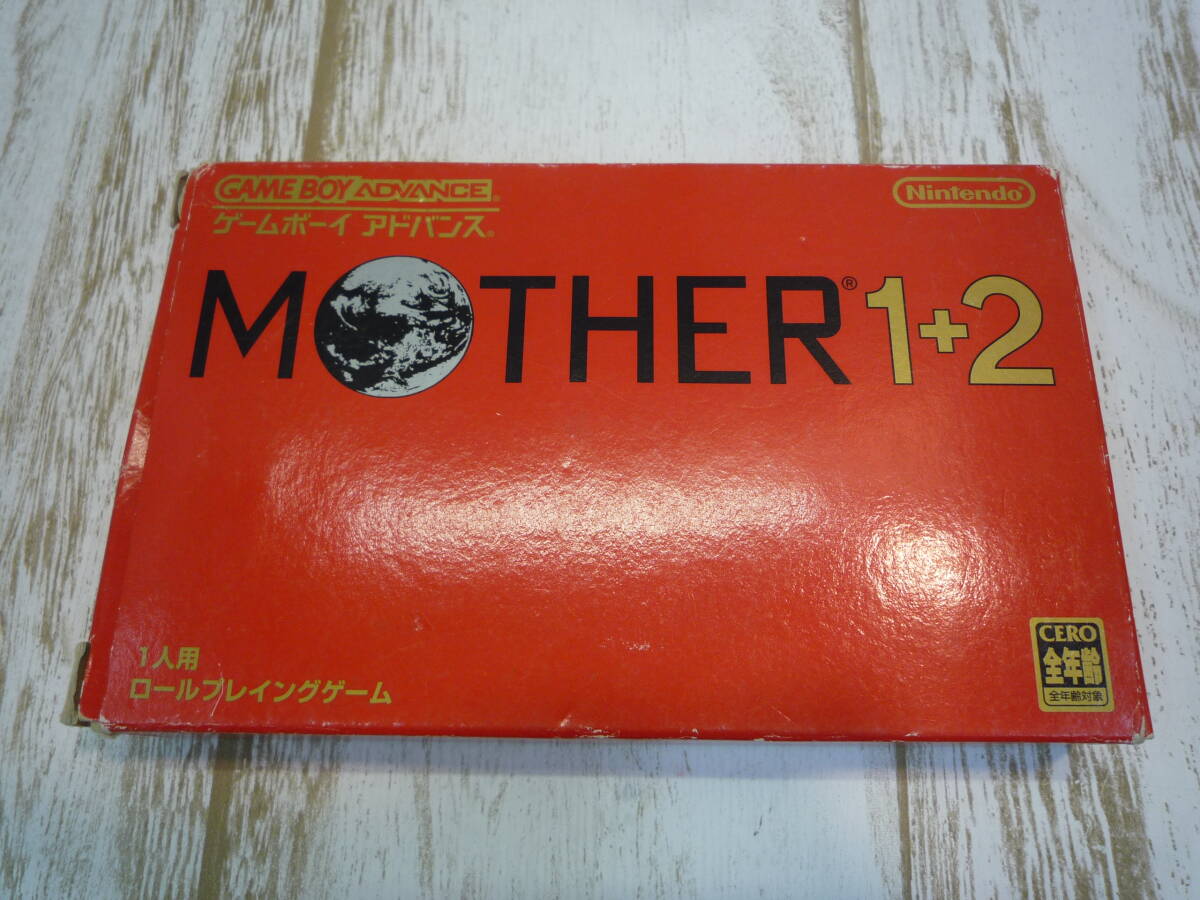 GAME BOY ADVANCE®
Nintendo®
ゲームボーイ アドバンス®
MOTHER® 1+2
1人用
ロールプレイングゲーム
CERO
全年齢
全年齢対象